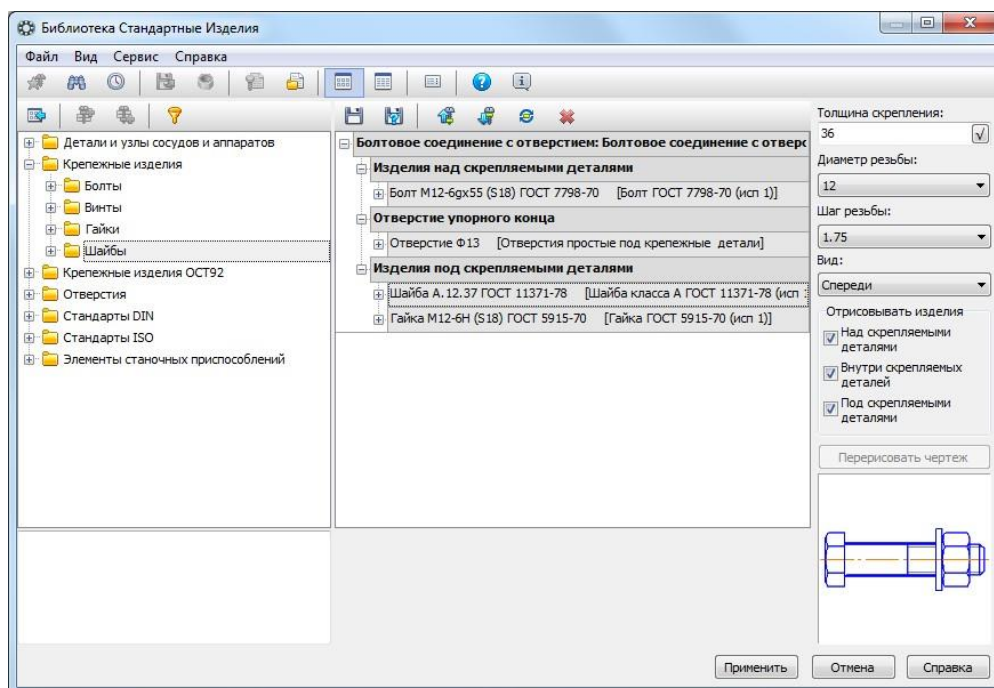 Библиотека Стандартные Изделия
Файл Вид Сервис Справка
Детали и узлы сосудов и аппаратов
Крепежные изделия
Болты
Винты
Гайки
Шайбы
Крепежные изделия ОСТ92
Отверстия
Стандарты DIN
Стандарты ISO
Элементы станочных приспособлений
Болтовое соединение с отверстием: Болтовое соединение с отверс
Изделия над скрепляемыми деталями
Болт М12-6gx55 (S18) ГОСТ 7798-70 [Болт ГОСТ 7798-70 (исп 1)]
Отверстие упорного конца
Отверстие Ф13 [Отверстия простые под крепежные детали]
Изделия под скрепляемыми деталями
Шайба А.12.37 ГОСТ 11371-78 [Шайба класса А ГОСТ 11371-78 (исп
Гайка М12-6Н (S18) ГОСТ 5915-70 [Гайка ГОСТ 5915-70 (исп 1)]
Толщина скрепления:
36
Диаметр резьбы:
12
Шаг резьбы:
1.75
Вид:
Спереди
Отрисовывать изделия
Над скрепляемыми
деталями
Внутри скрепляемых
деталей
Под скрепляемыми
деталями
Перерисовать чертеж
Применить Отмена Справка